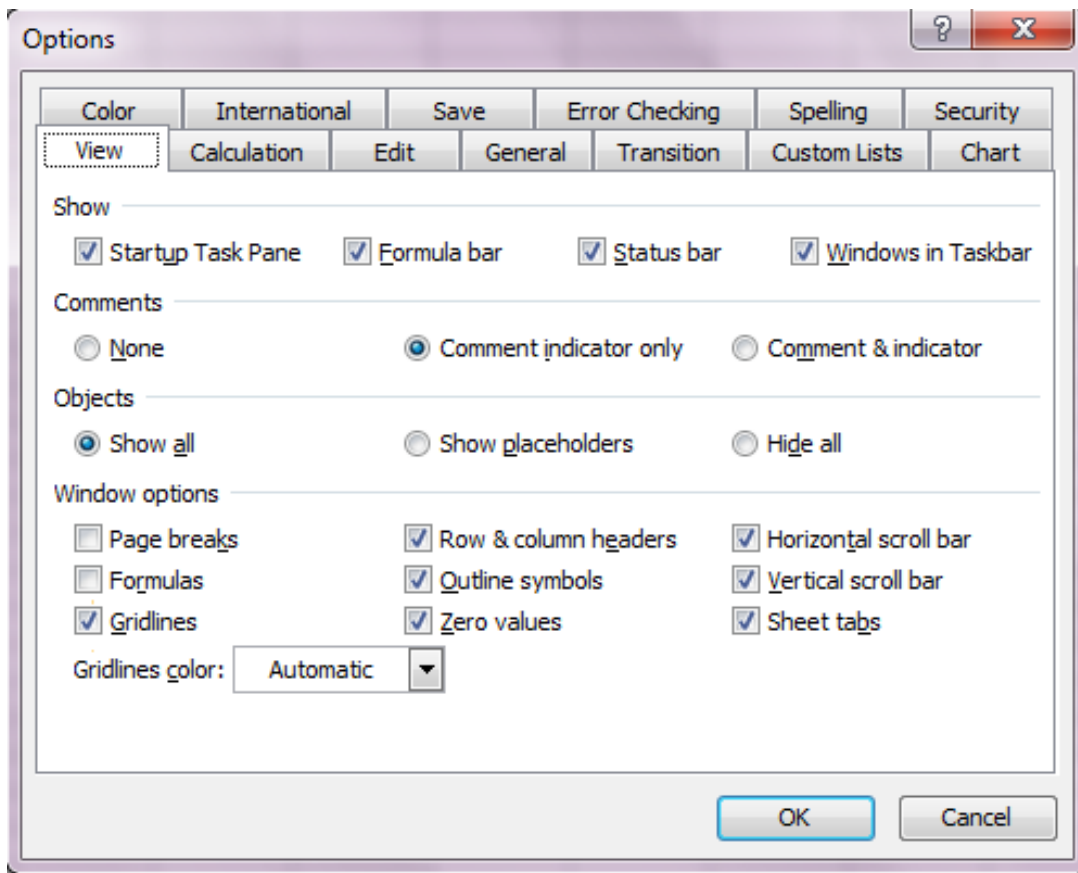 Options
Color International Save Error Checking Spelling Security
View Calculation Edit General Transition Custom Lists Chart
Show
Startup Task Pane Formula bar Status bar Windows in Taskbar
Comments
None Comment indicator only Comment & indicator
Objects
Show all Show placeholders Hide all
Window options
Page breaks Row & column headers Horizontal scroll bar
Formulas Outline symbols Vertical scroll bar
Gridlines Zero values Sheet tabs
Gridlines color: Automatic
OK Cancel